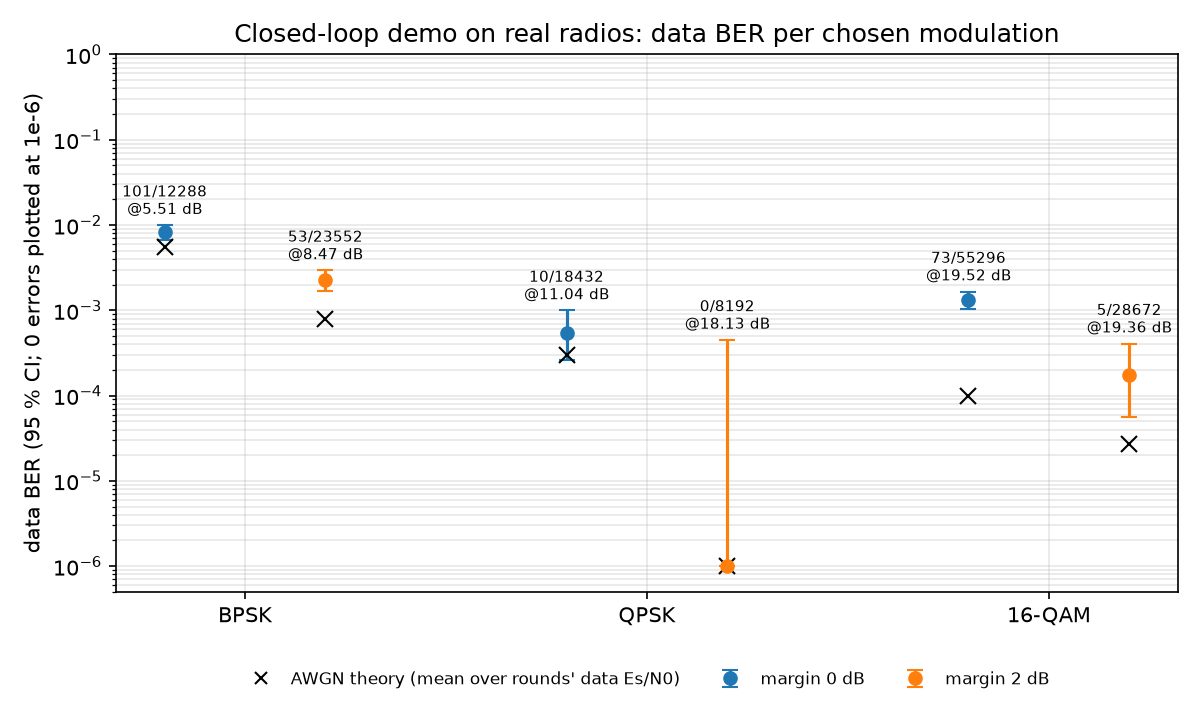 Closed-loop demo on real radios: data BER per chosen modulation
data BER (95 % CI; 0 errors plotted at 1e-6)
10⁰
10⁻¹
10⁻²
10⁻³
10⁻⁴
10⁻⁵
10⁻⁶
101/12288
@5.51 dB
53/23552
@8.47 dB
10/18432
@11.04 dB
0/8192
@18.13 dB
73/55296
@19.52 dB
5/28672
@19.36 dB
BPSK
QPSK
16-QAM
AWGN theory (mean over rounds' data Es/N0)
margin 0 dB
margin 2 dB